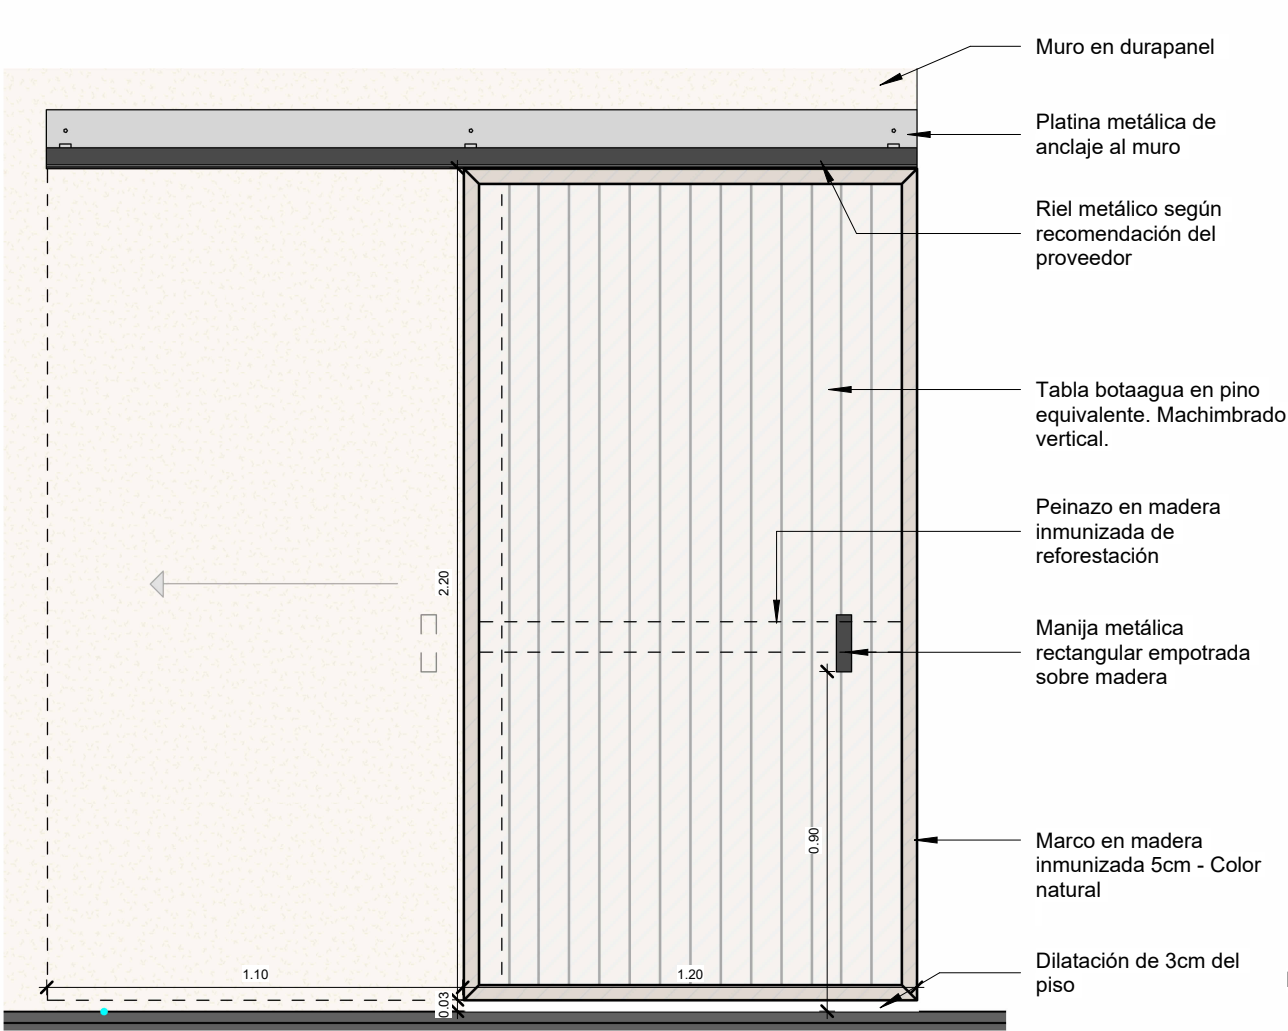 Muro en durapanel
Platina metálica de
anclaje al muro
Riel metálico según
recomendación del
proveedor
Tabla botaagua en pino
equivalente. Machimbrado
vertical.
Peinazo en madera
inmunizada de
reforestación
2.20
Manija metálica
rectangular empotrada
sobre madera
0.90
Marco en madera
inmunizada 5cm - Color
natural
1.10
1.20
Dilatación de 3cm del
piso
0.03